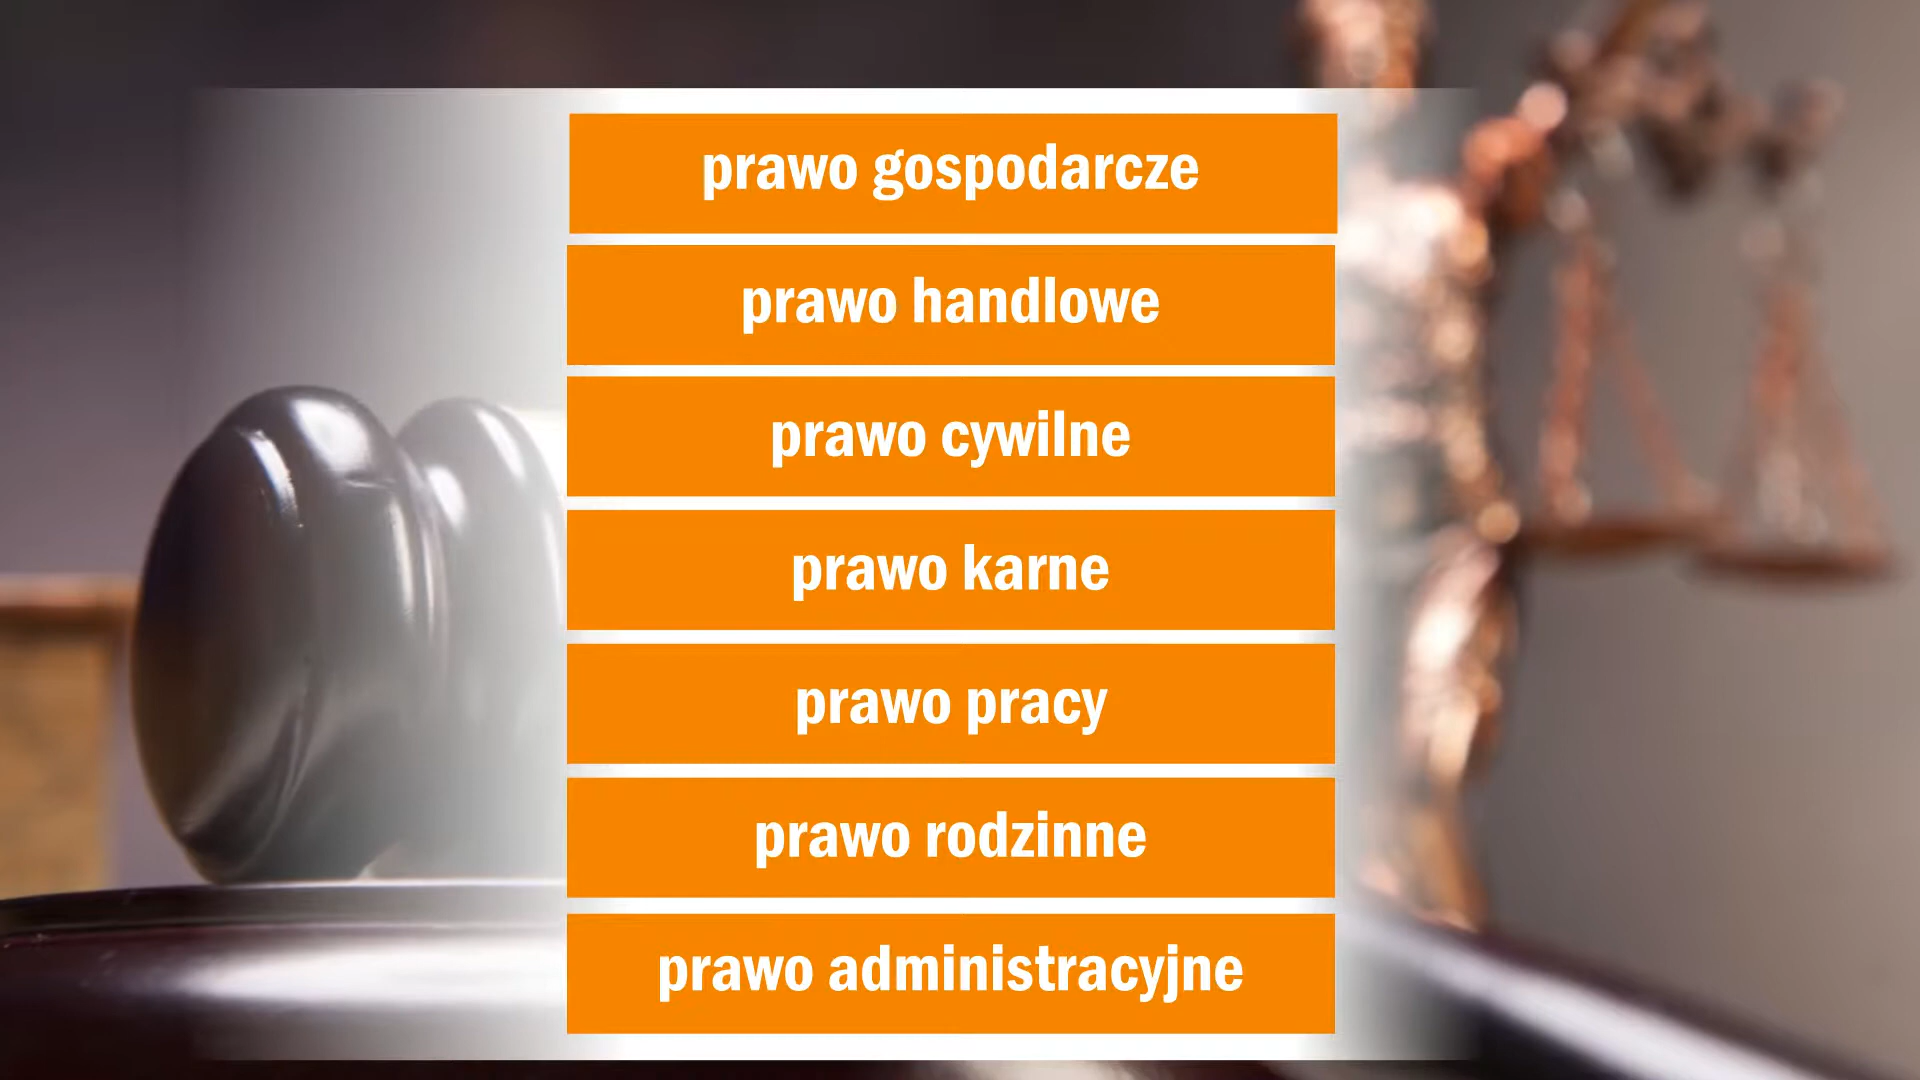 prawo gospodarcze
prawo handlowe
prawo cywilne
prawo karne
prawo pracy
prawo rodzinne
prawo administracyjne